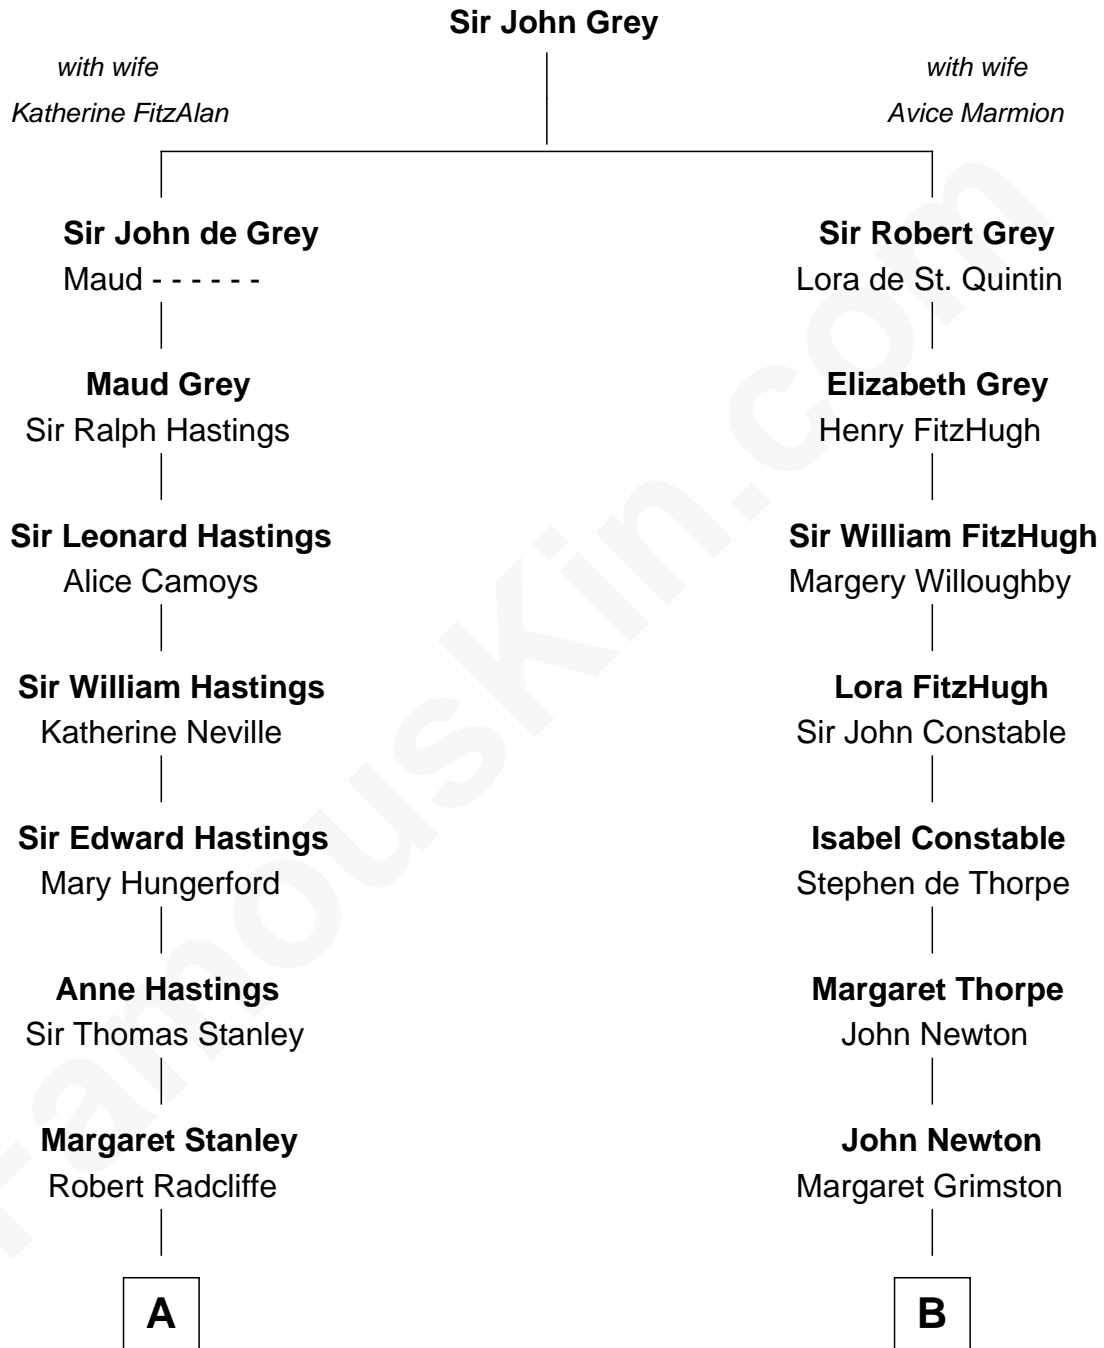 Sir John Grey
with wife
Katherine FitzAlan
with wife
Avice Marmion
Sir John de Grey
Maud - - - - - -
Sir Robert Grey
Lora de St. Quintin
Maud Grey
Sir Ralph Hastings
Elizabeth Grey
Henry FitzHugh
Sir Leonard Hastings
Alice Camoys
Sir William FitzHugh
Margery Willoughby
Sir William Hastings
Katherine Neville
Lora FitzHugh
Sir John Constable
Sir Edward Hastings
Mary Hungerford
Isabel Constable
Stephen de Thorpe
Anne Hastings
Sir Thomas Stanley
Margaret Thorpe
John Newton
Margaret Stanley
Robert Radcliffe
John Newton
Margaret Grimston
A
B
FamousKin.com